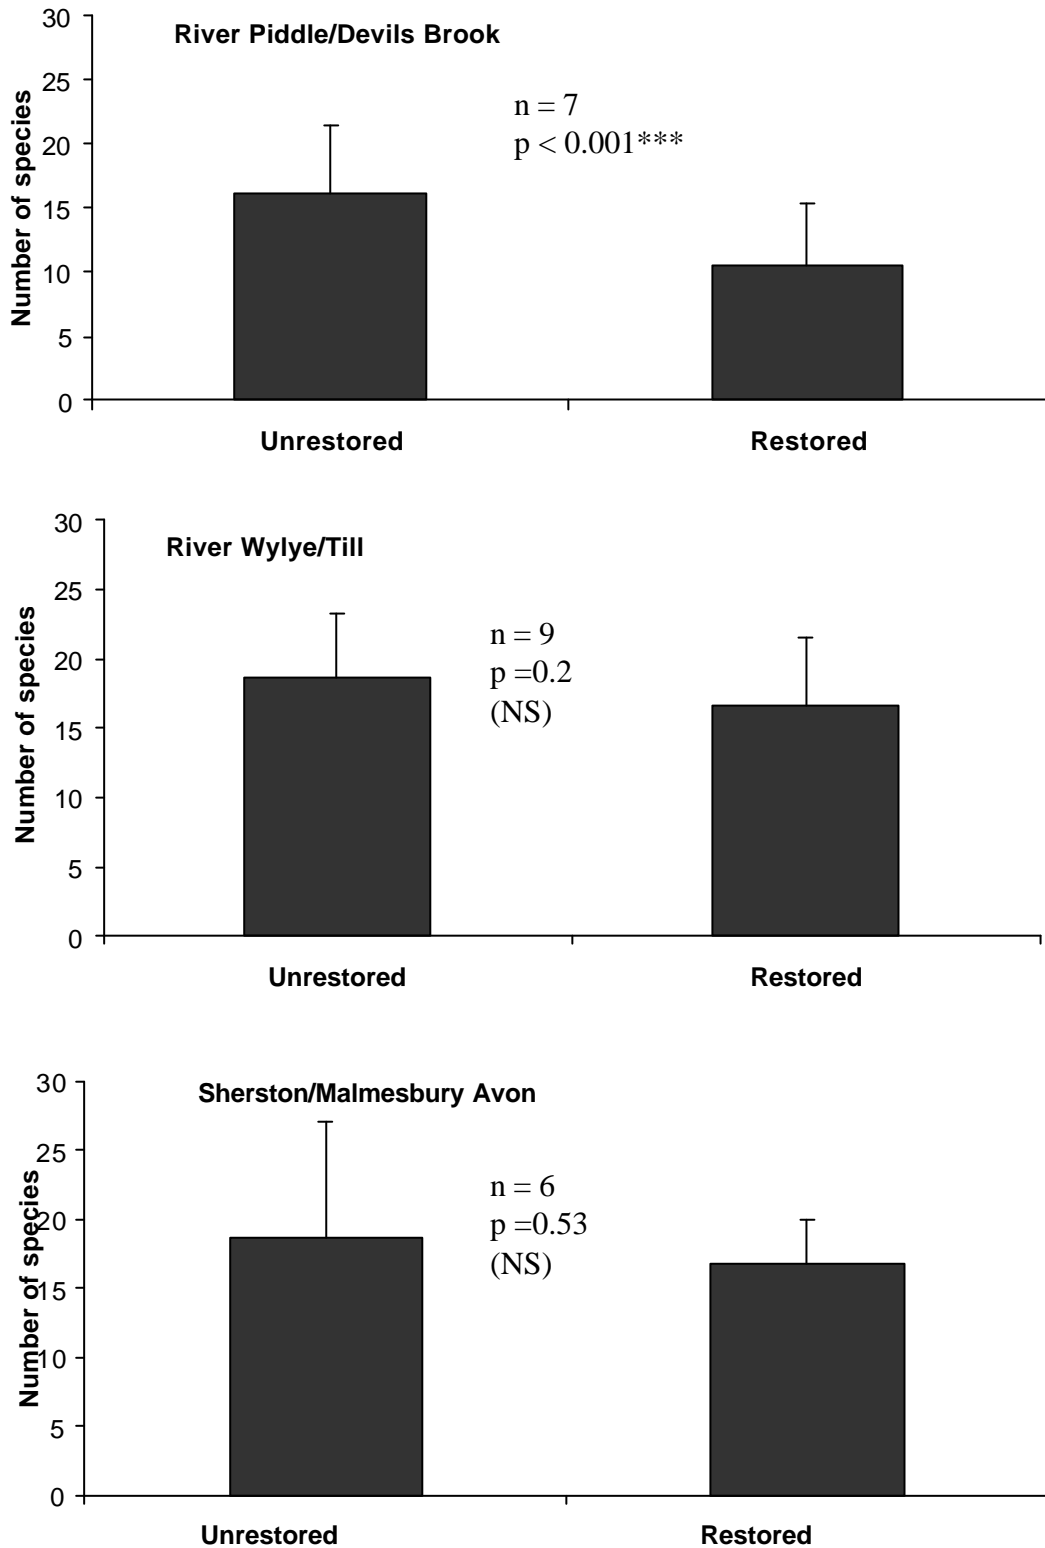 River Piddle/Devils Brook
Number of species
30
25
20
15
10
5
0
n = 7
p < 0.001***
Unrestored
Restored
River Wylye/Till
Number of species
30
25
20
15
10
5
0
n = 9
p =0.2
(NS)
Unrestored
Restored
Sherston/Malmesbury Avon
Number of species
30
25
20
15
10
5
0
n = 6
p =0.53
(NS)
Unrestored
Restored